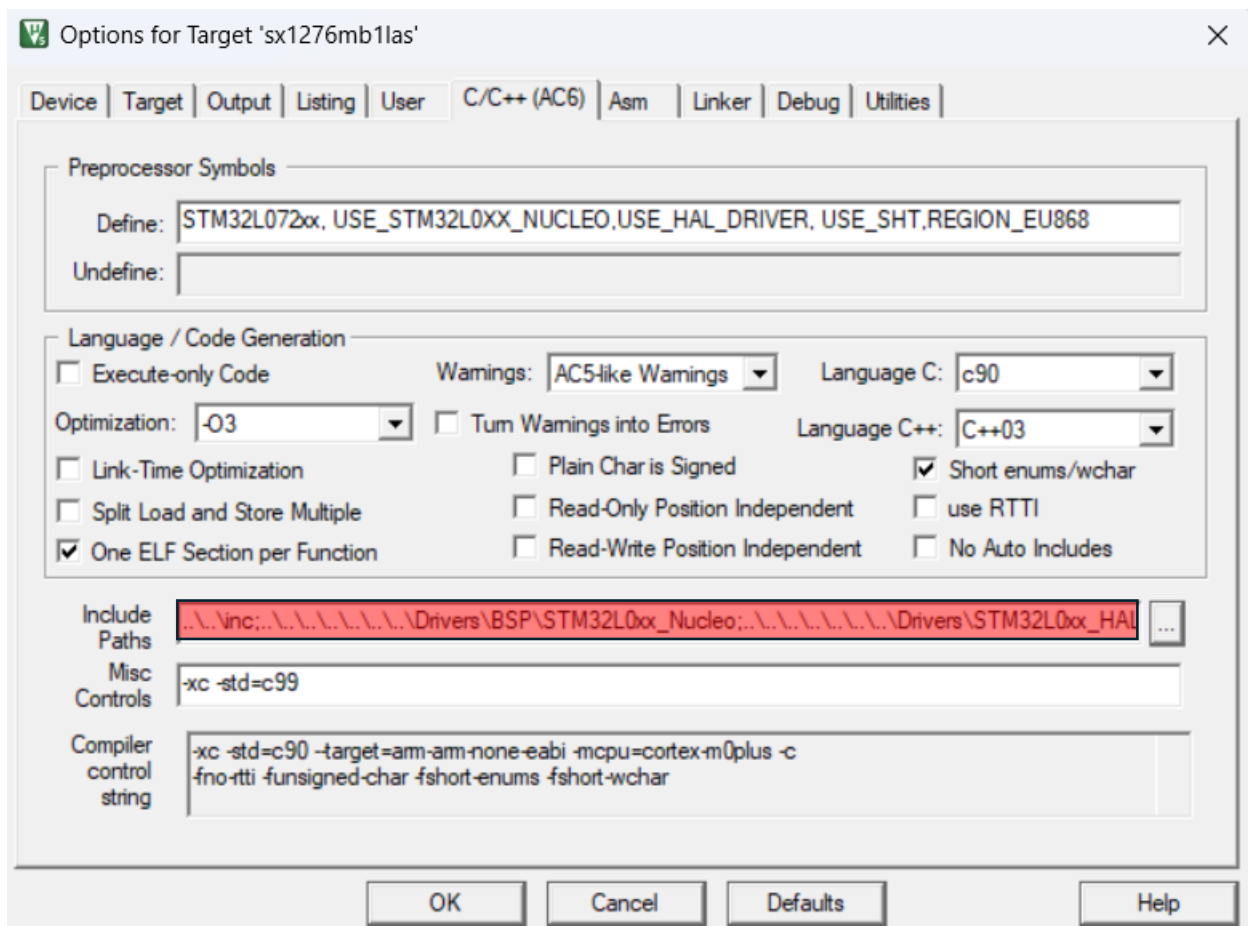 Options for Target 'sx1276mb1las'
Device Target Output Listing User C/C++ (AC6) Asm Linker Debug Utilities
Preprocessor Symbols
Define: STM32L072xx, USE_STM32L0XX_NUCLEO,USE_HAL_DRIVER, USE_SHT,REGION_EU868
Undefine:
Language / Code Generation
Execute-only Code Warnings: AC5-like Warnings Language C: c90
Optimization: -O3 Turn Warnings into Errors Language C++: C++03
Link-Time Optimization Plain Char is Signed Short enums/wchar
Split Load and Store Multiple Read-Only Position Independent use RTTI
One ELF Section per Function Read-Write Position Independent No Auto Includes
Include Paths ..\..\inc;..\..\..\..\..\..\..\Drivers\BSP\STM32L0xx_Nucleo;..\..\..\..\..\..\..\Drivers\STM32L0xx_HAL ...
Misc Controls -xc -std=c99
Compiler control string -xc -std=c90 --target=arm-arm-none-eabi -mcpu=cortex-m0plus -c
-fno-rtti -funsigned-char -fshort-enums -fshort-wchar
OK Cancel Defaults Help